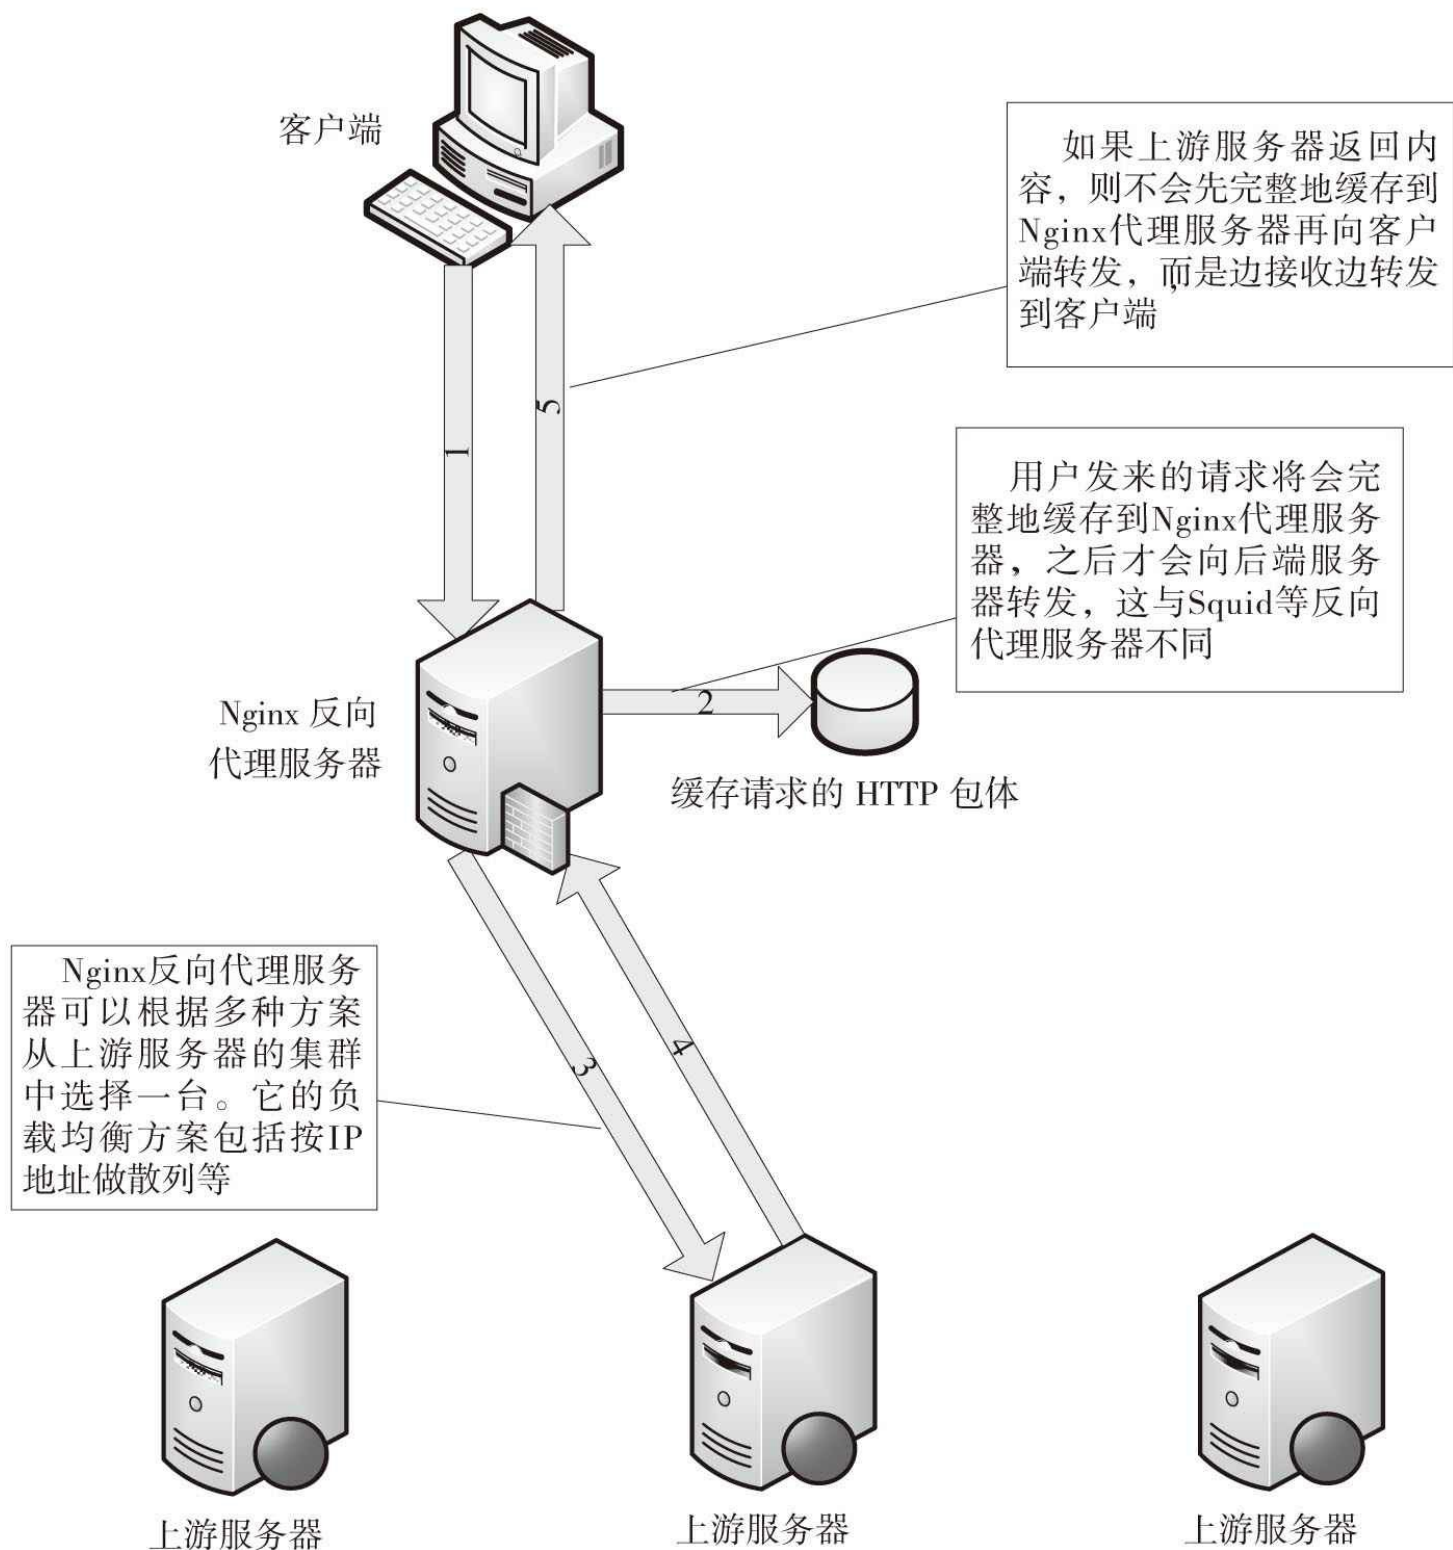 客户端
如果上游服务器返回内
容，则不会先完整地缓存到
Nginx代理服务器再向客户
端转发，而是边接收边转发
到客户端，
5
1
用户发来的请求将会完
整地缓存到Nginx代理服务
器，之后才会向后端服务
器转发，这与Squid等反向
代理服务器不同
2
Nginx 反向
代理服务器
缓存请求的 HTTP 包体
Nginx反向代理服务
器可以根据多种方案
从上游服务器的集群
中选择一台。它的负
载均衡方案包括按IP
地址做散列等
3
4
上游服务器
上游服务器
上游服务器